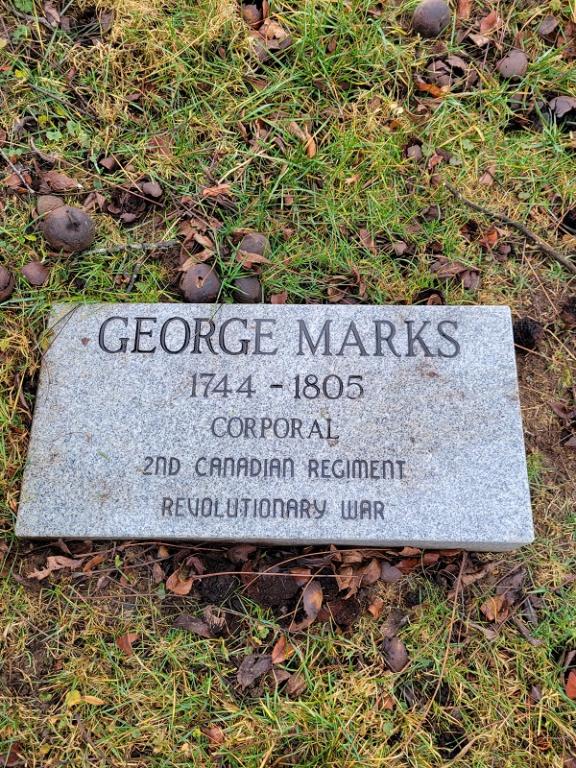 GEORGE MARKS
1744 - 1805
CORPORAL
2ND CANADIAN REGIMENT
REVOLUTIONARY WAR